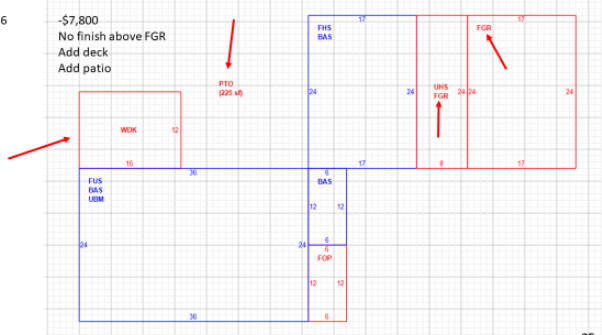 6
-$7,800
No finish above FGR
Add deck
Add patio
17
17
FHS
BAS
FGR
PTO
(225 sf)
24
24
UHS
FGR
24
24
24
WDK
12
16
36
17
8
17
6
FUS
BAS
UBM
BAS
12
12
24
24
6
6
FOP
12
12
36
6